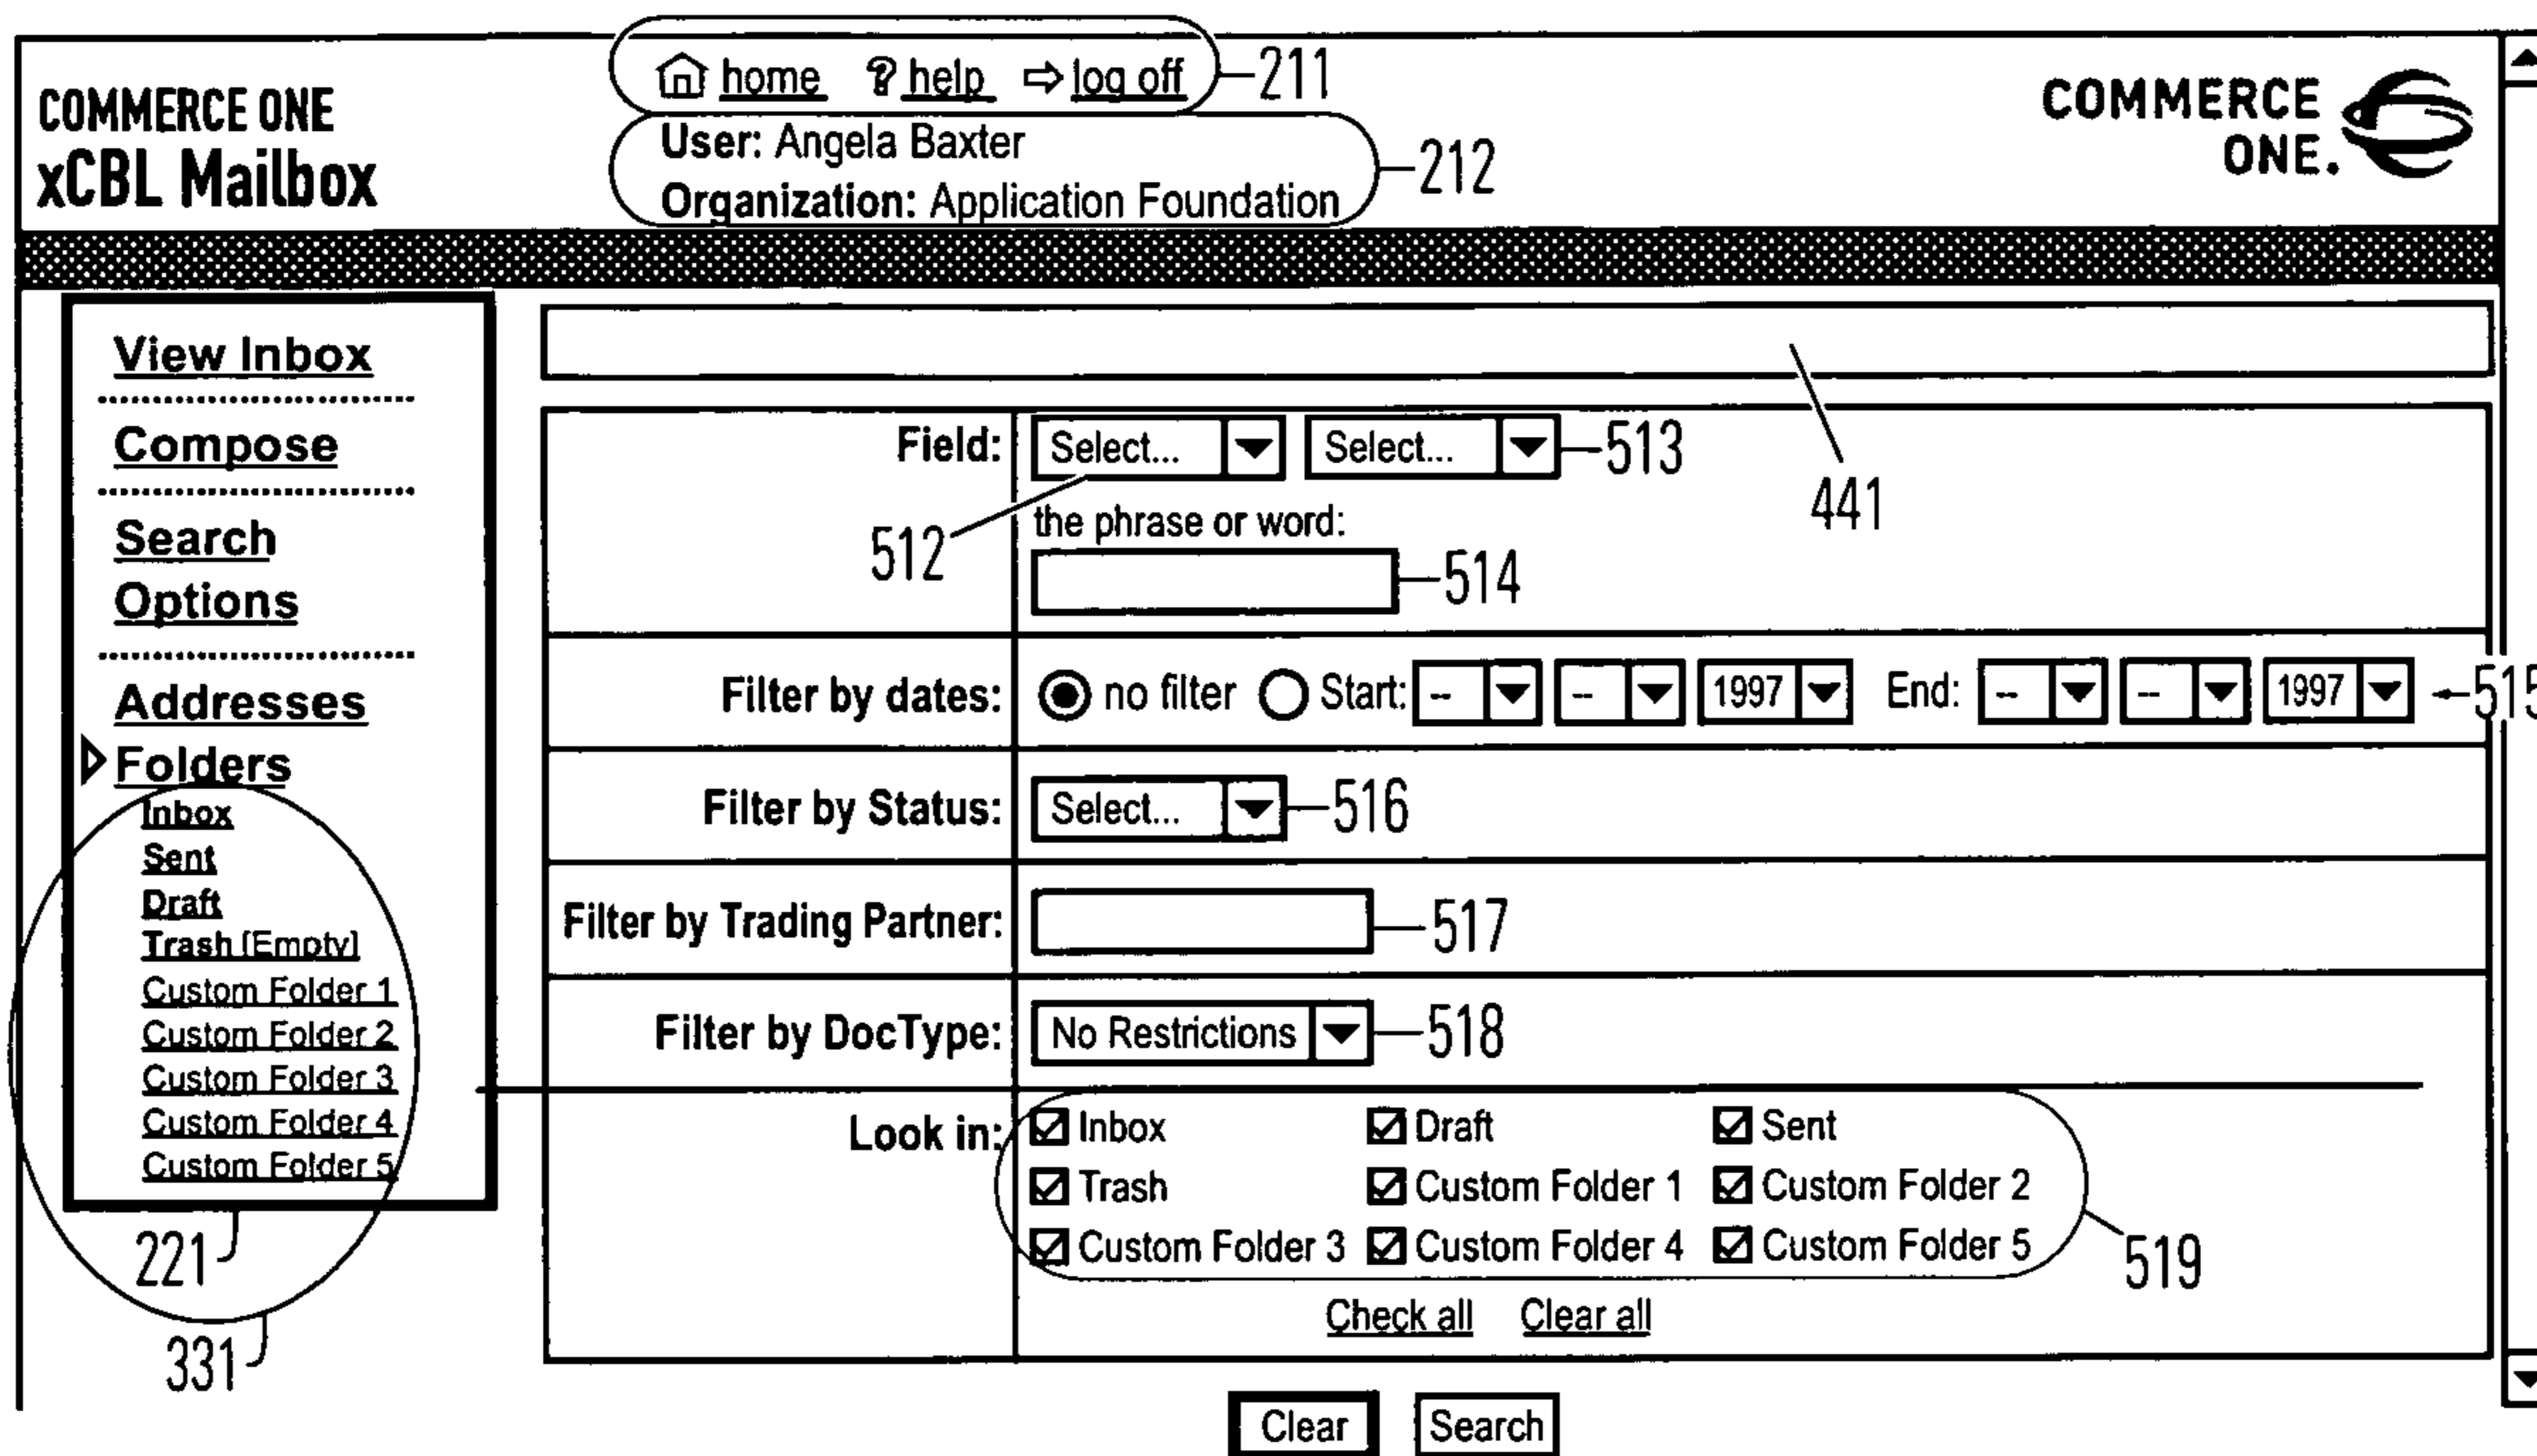 home ? help log off 211
COMMERCE ONE
xCBL Mailbox
User: Angela Baxter
Organization: Application Foundation 212
COMMERCE
ONE.
View Inbox
Compose
Search
Options
Addresses
Folders
Inbox
Sent
Draft
Trash [Empty]
Custom Folder 1
Custom Folder 2
Custom Folder 3
Custom Folder 4
Custom Folder 5
221
331
441
Field: Select... Select... 513
512
the phrase or word:
514
Filter by dates: no filter Start: -- -- 1997 End: -- -- 1997 515
Filter by Status: Select... 516
Filter by Trading Partner: 517
Filter by DocType: No Restrictions 518
Look in: Inbox Draft Sent
Trash Custom Folder 1 Custom Folder 2
Custom Folder 3 Custom Folder 4 Custom Folder 5
519
Check all Clear all
Clear Search